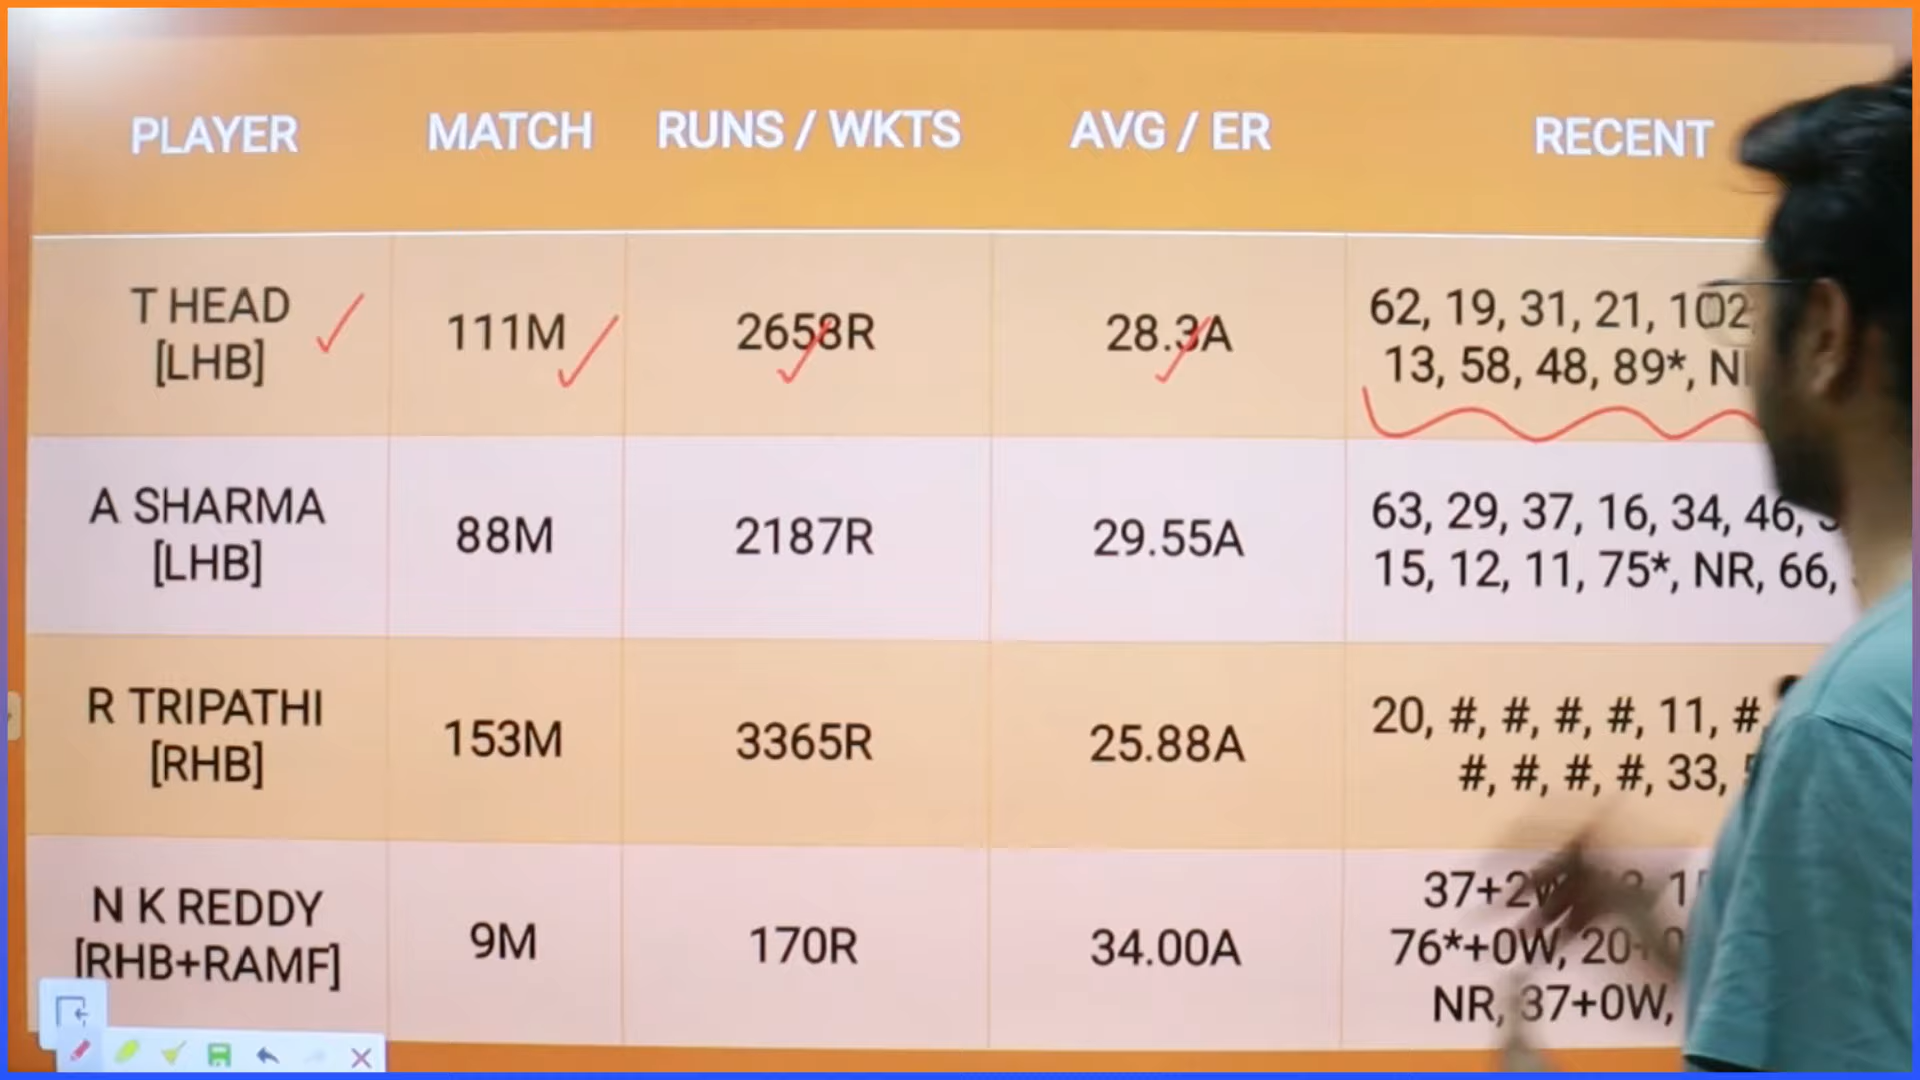 PLAYER MATCH RUNS / WKTS AVG / ER RECENT
T HEAD
[LHB]
111M
2658R
28.3A
62, 19, 31, 21, 102,
13, 58, 48, 89*,
A SHARMA
[LHB]
88M
2187R
29.55A
63, 29, 37, 16, 34, 46,
15, 12, 11, 75*, NR, 66,
R TRIPATHI
[RHB]
153M
3365R
25.88A
20, #, #, #, #, 11, #
#, #, #, #, 33,
N K REDDY
[RHB+RAMF]
9M
170R
34.00A
37+2W
76*+0W,
NR, 37+0W,